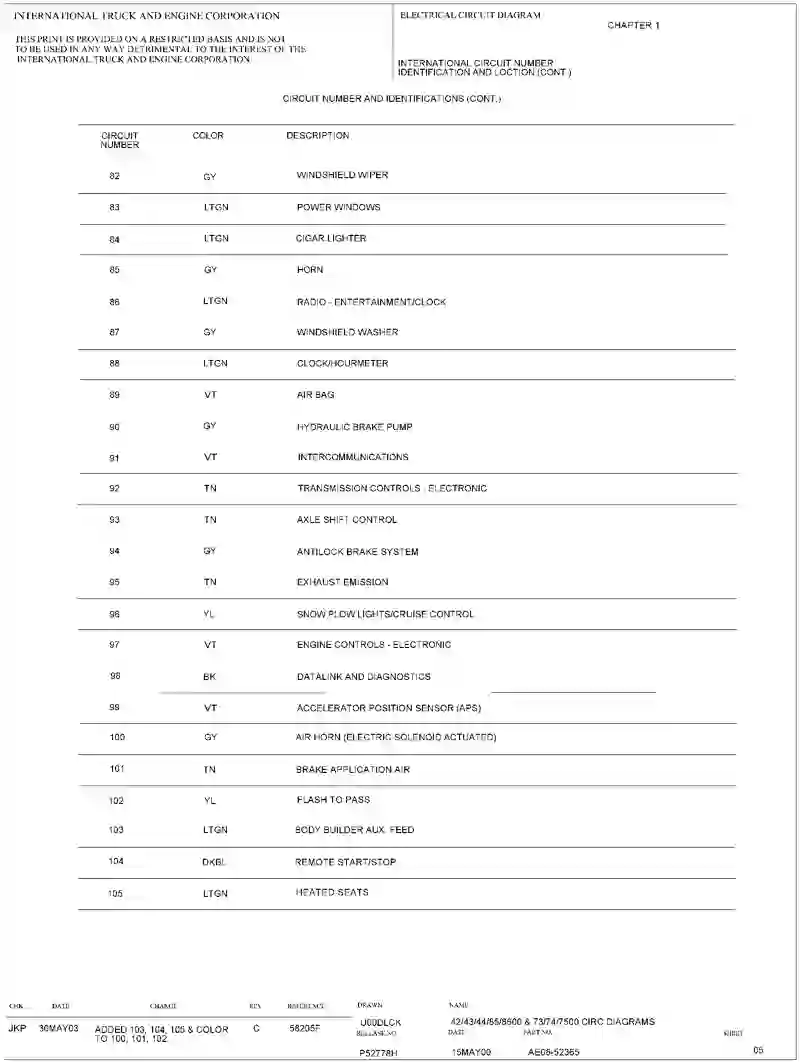 INTERNATIONAL TRUCK AND ENGINE CORPORATION
THIS PRINT IS PROVIDED ON A RESTRICTED BASIS AND IS NOT
TO BE USED IN ANY WAY DETRIMENTAL TO THE INTEREST OF THE
INTERNATIONAL TRUCK AND ENGINE CORPORATION
ELECTRICAL CIRCUIT DIAGRAM
CHAPTER 1
INTERNATIONAL CIRCUIT NUMBER
IDENTIFICATION AND LOCTION (CONT.)
CIRCUIT NUMBER AND IDENTIFICATIONS (CONT.)
CIRCUIT NUMBER COLOR DESCRIPTION
82 GY WINDSHIELD WIPER
83 LTGN POWER WINDOWS
84 LTGN CIGAR LIGHTER
85 GY HORN
86 LTGN RADIO - ENTERTAINMENT/CLOCK
87 GY WINDSHIELD WASHER
88 LTGN CLOCK/HOURMETER
89 VT AIR BAG
90 GY HYDRAULIC BRAKE PUMP
91 VT INTERCOMMUNICATIONS
92 TN TRANSMISSION CONTROLS - ELECTRONIC
93 TN AXLE SHIFT CONTROL
94 GY ANTILOCK BRAKE SYSTEM
95 TN EXHAUST EMISSION
96 YL SNOW PLOW LIGHTS/CRUISE CONTROL
97 VT ENGINE CONTROLS - ELECTRONIC
98 BK DATALINK AND DIAGNOSTICS
99 VT ACCELERATOR POSITION SENSOR (APS)
100 GY AIR HORN (ELECTRIC SOLENOID ACTUATED)
101 TN BRAKE APPLICATION AIR
102 YL FLASH TO PASS
103 LTGN BODY BUILDER AUX. FEED
104 DKBL REMOTE START/STOP
105 LTGN HEATED SEATS
CHK. DATE CHANGE REV. REFERENCE DRAWN NAME
JKP 30MAY03 ADDED 103, 104, 105 & COLOR C 58205F U00DLCK 42/43/44/85/8600 & 73/74/7500 CIRC DIAGRAMS
TO 100, 101, 102.
RELEASE NO. DATE PART NO. SHEET
P52778H 15MAY00 AE08-52365 05